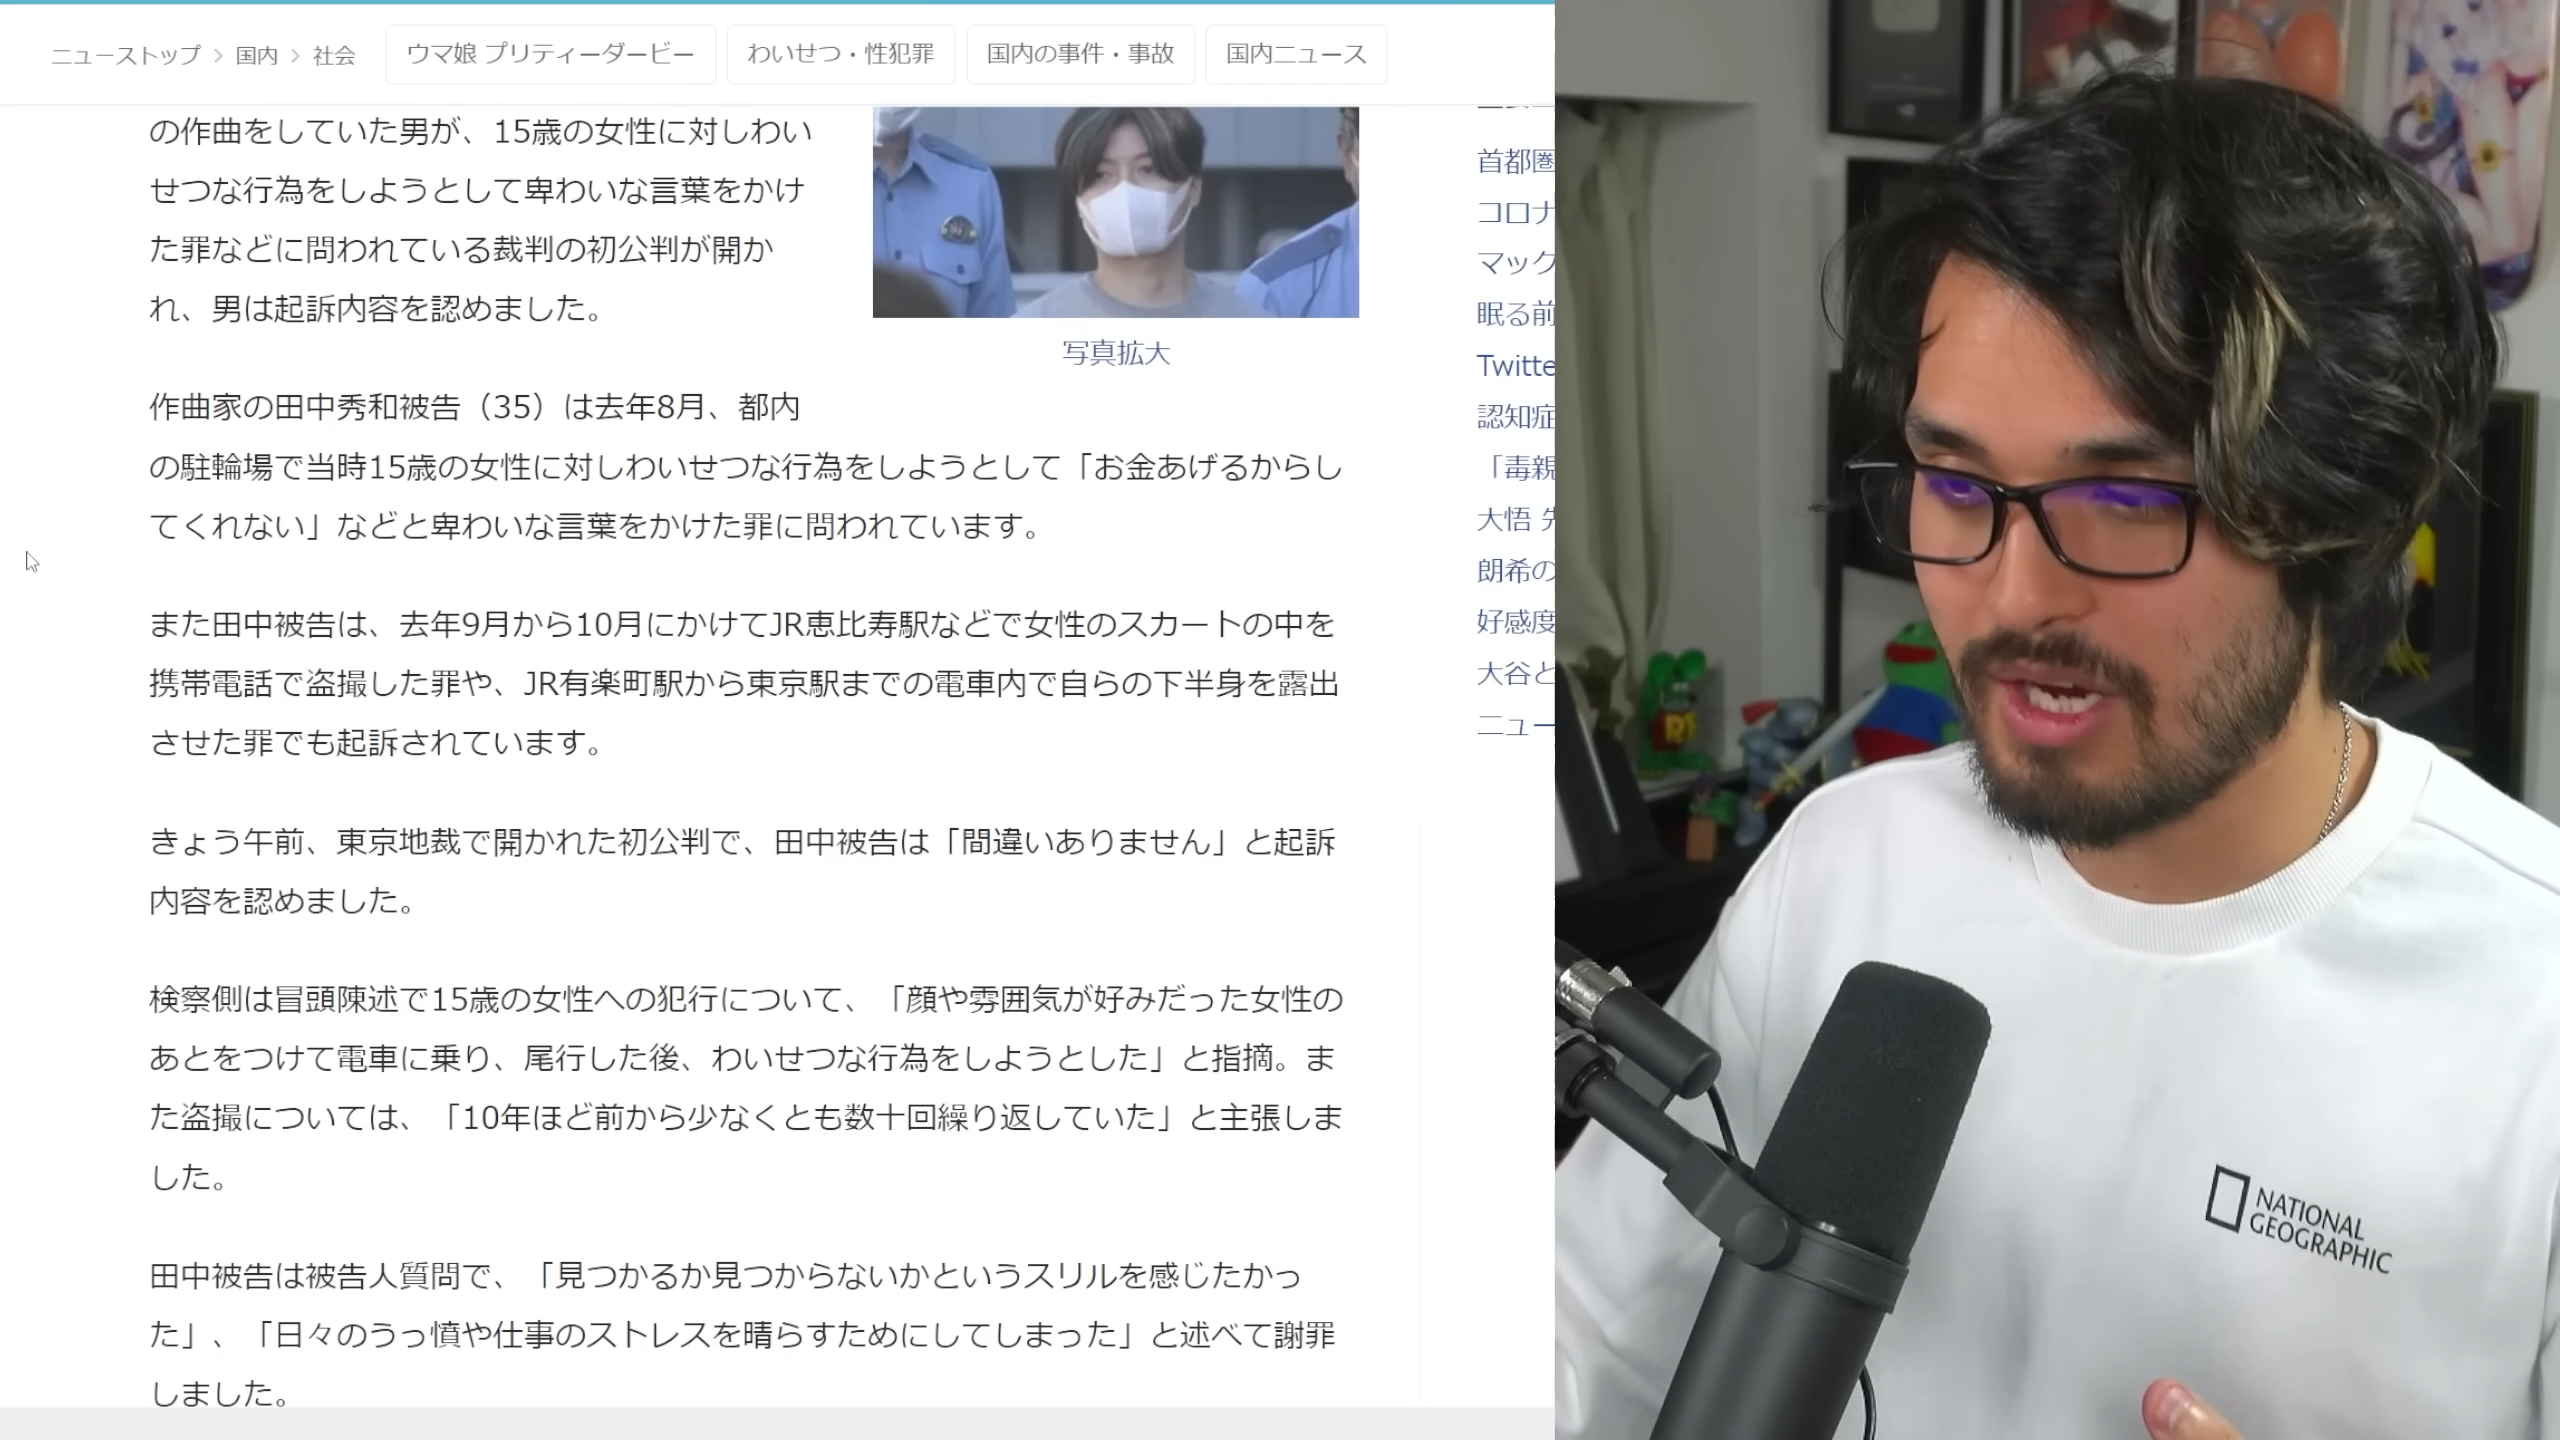 ニューストップ > 国内 > 社会 ウマ娘 プリティーダービー わいせつ・性犯罪 国内の事件・事故 国内ニュース
の作曲をしていた男が、15歳の女性に対しわい
せつな行為をしようとして卑わいな言葉をかけ
た罪などに問われている裁判の初公判が開か
れ、男は起訴内容を認めました。
写真拡大
作曲家の田中秀和被告（35）は去年8月、都内
の駐輪場で当時15歳の女性に対しわいせつな行為をしようとして「お金あげるからし
てくれない」などと卑わいな言葉をかけた罪に問われています。
また田中被告は、去年9月から10月にかけてJR恵比寿駅などで女性のスカートの中を
携帯電話で盗撮した罪や、JR有楽町駅から東京駅までの電車内で自らの下半身を露出
させた罪でも起訴されています。
きょう午前、東京地裁で開かれた初公判で、田中被告は「間違いありません」と起訴
内容を認めました。
検察側は冒頭陳述で15歳の女性への犯行について、「顔や雰囲気が好みだった女性の
あとをつけて電車に乗り、尾行した後、わいせつな行為をしようとした」と指摘。ま
た盗撮については、「10年ほど前から少なくとも数十回繰り返していた」と主張しま
した。
田中被告は被告人質問で、「見つかるか見つからないかというスリルを感じたかっ
た」、「日々のうっ憤や仕事のストレスを晴らすためにしてしまった」と述べて謝罪
しました。
首都圏
コロナ
マック
眠る前
Twitte
認知症
「毒親
大悟 先
朗希の
好感度
大谷と
ニュー
NATIONAL
GEOGRAPHIC